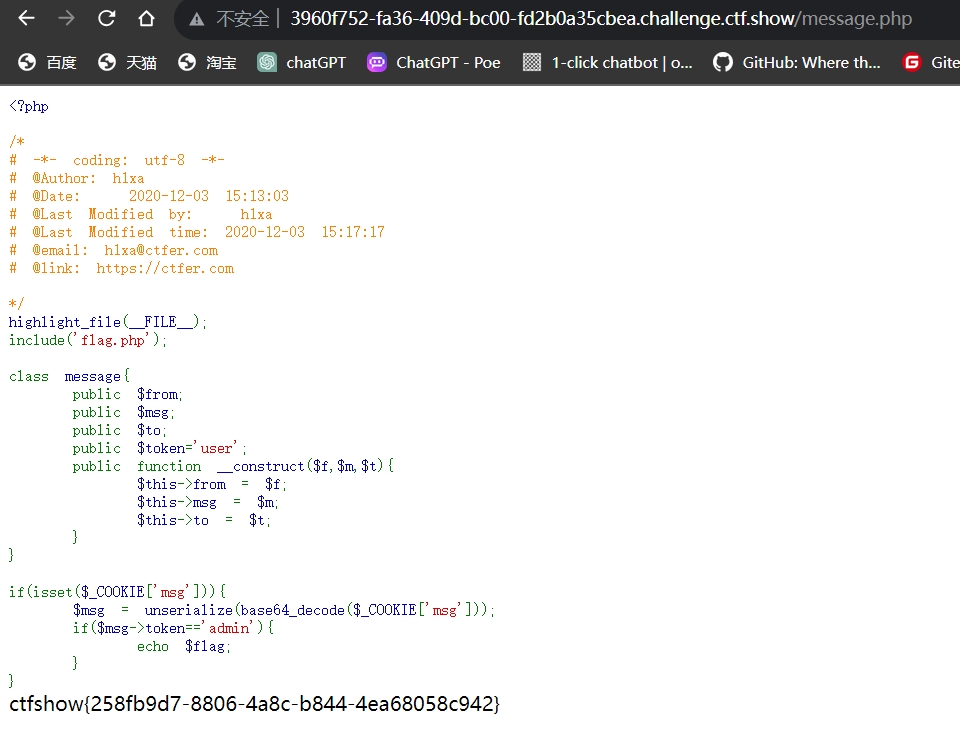 不安全 | 3960f752-fa36-409d-bc00-fd2b0a35cbea.challenge.ctf.show/message.php
百度 天猫 淘宝 chatGPT ChatGPT - Poe 1-click chatbot | o... GitHub: Where th... Gite
<?php
/*
# -*- coding: utf-8 -*-
# @Author: h1xa
# @Date:   2020-12-03 15:13:03
# @Last Modified by:   h1xa
# @Last Modified time: 2020-12-03 15:17:17
# @email: h1xa@ctfer.com
# @link: https://ctfer.com
*/
highlight_file(__FILE__);
include('flag.php');
class message{
    public $from;
    public $msg;
    public $to;
    public $token='user';
    public function __construct($f,$m,$t){
        $this->from = $f;
        $this->msg = $m;
        $this->to = $t;
    }
}
if(isset($_COOKIE['msg'])){
    $msg = unserialize(base64_decode($_COOKIE['msg']));
    if($msg->token=='admin'){
        echo $flag;
    }
}
ctfshow{258fb9d7-8806-4a8c-b844-4ea68058c942}